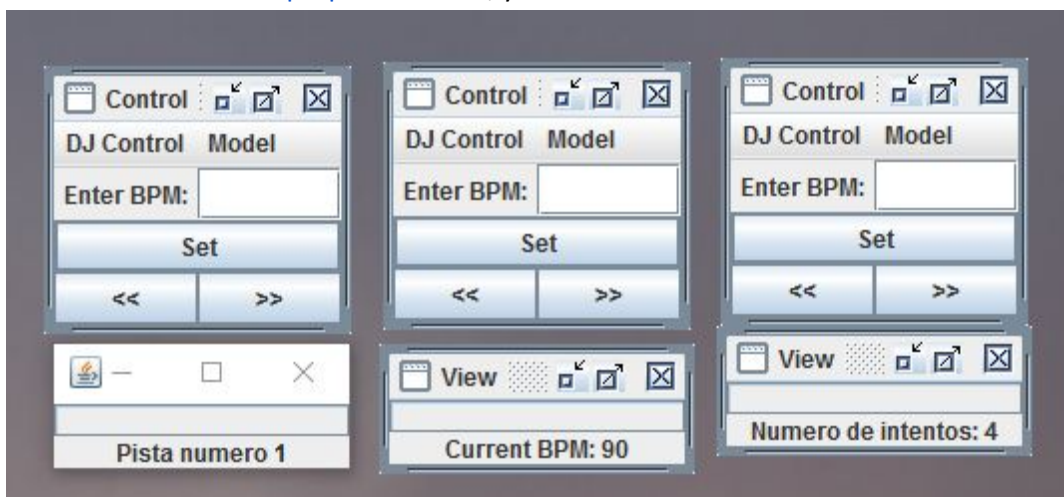 Control
DJ Control Model
Enter BPM:
Set
<< >>
Pista numero 1
Control
DJ Control Model
Enter BPM:
Set
<< >>
View
Current BPM: 90
Control
DJ Control Model
Enter BPM:
Set
<< >>
View
Numero de intentos: 4